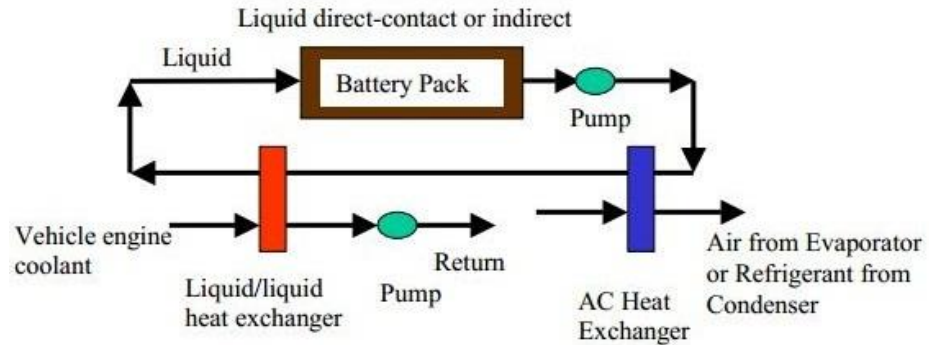 Liquid direct-contact or indirect
Liquid
Battery Pack
Pump
Vehicle engine
coolant
Liquid/liquid
heat exchanger
Pump
Return
AC Heat
Exchanger
Air from Evaporator
or Refrigerant from
Condenser